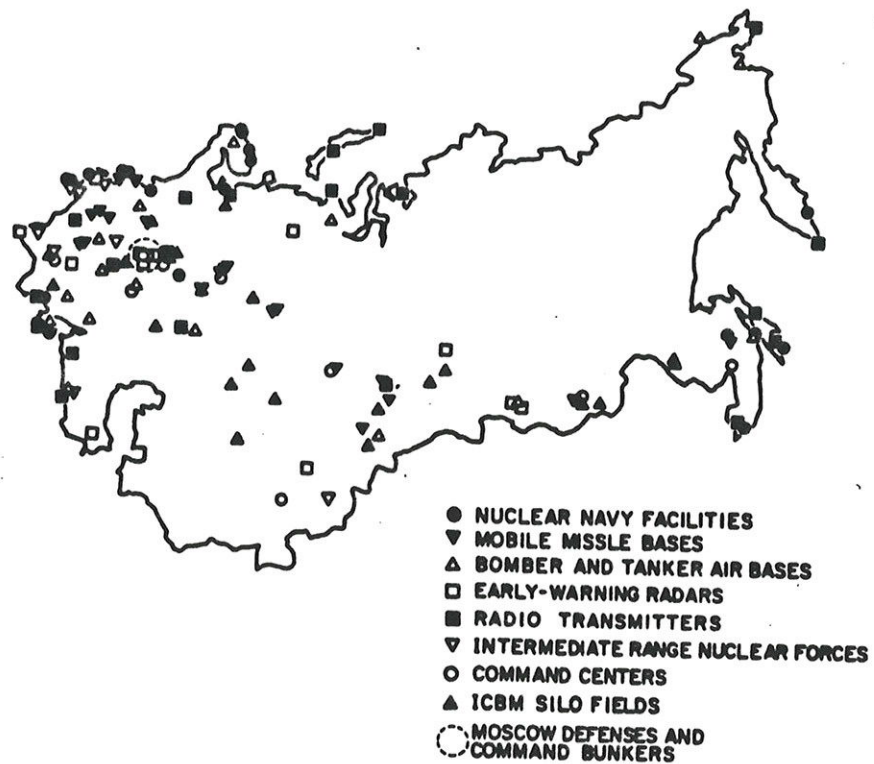 NUCLEAR NAVY FACILITIES
MOBILE MISSLE BASES
BOMBER AND TANKER AIR BASES
EARLY-WARNING RADARS
RADIO TRANSMITTERS
INTERMEDIATE RANGE NUCLEAR FORCES
COMMAND CENTERS
ICBM SILO FIELDS
MOSCOW DEFENSES AND
COMMAND BUNKERS